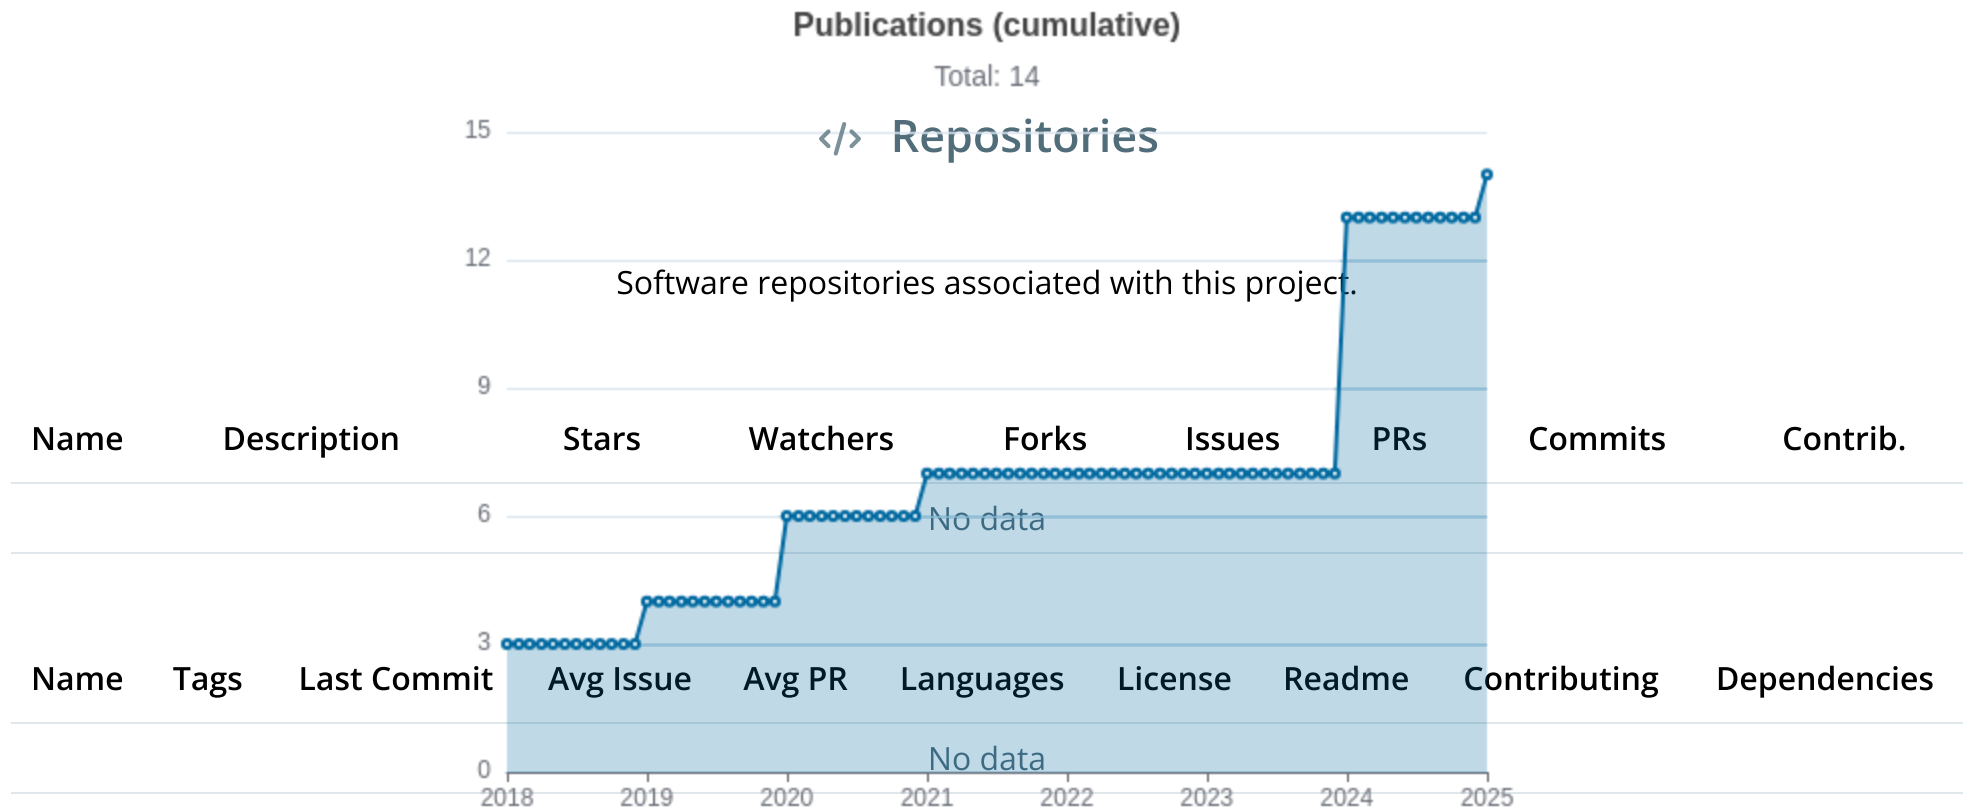 Publications (cumulative)
Total: 14
15
Repositories
12
Software repositories associated with this project.
9
Name Description Stars Watchers Forks Issues PRs Commits Contrib.
6
No data
3
Name Tags Last Commit Avg Issue Avg PR Languages License Readme Contributing Dependencies
No data
0
2018 2019 2020 2021 2022 2023 2024 2025